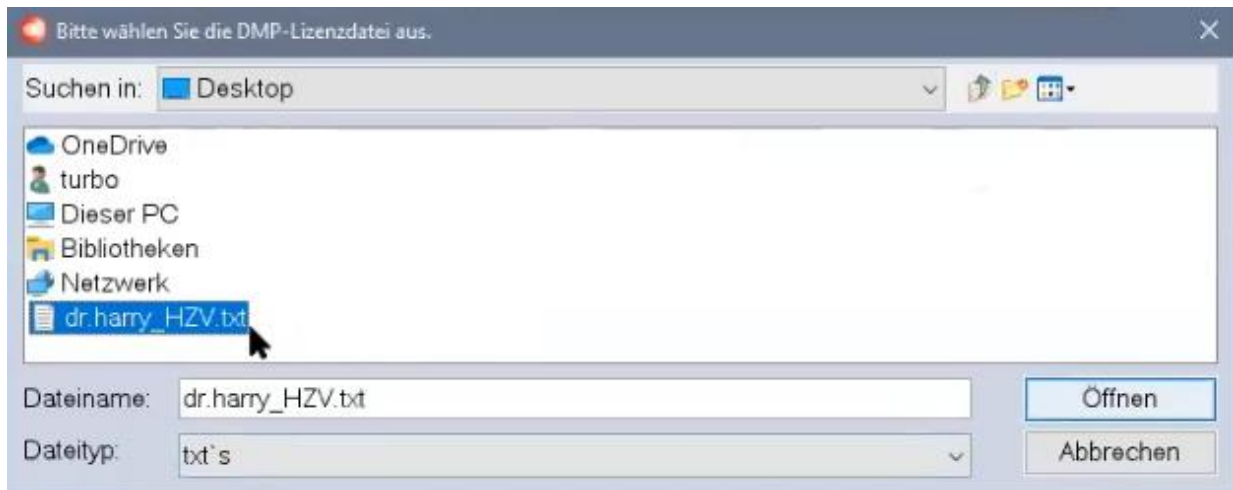 Bitte wählen Sie die DMP-Lizenzdatei aus.
Suchen in: Desktop
OneDrive
turbo
Dieser PC
Bibliotheken
Netzwerk
dr.harry_HZV.txt
Dateiname: dr.harry_HZV.txt Öffnen
Dateityp: txt`s Abbrechen